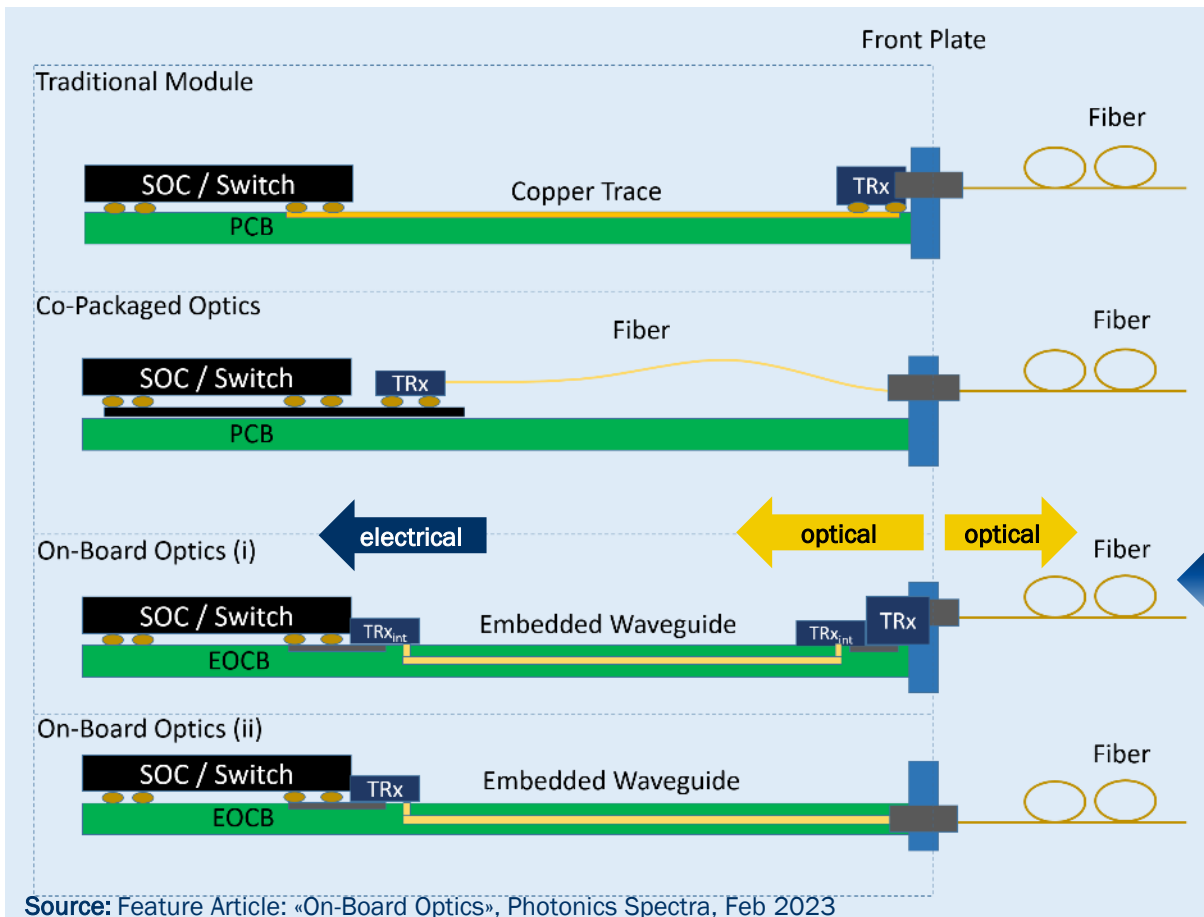 Front Plate
Traditional Module
Fiber
SOC / Switch
Copper Trace
TRx
PCB
Co-Packaged Optics
Fiber
Fiber
SOC / Switch
TRx
PCB
electrical
optical
optical
On-Board Optics (i)
Fiber
SOC / Switch
TRxint
Embedded Waveguide
TRxint
TRx
EOCB
On-Board Optics (ii)
Fiber
SOC / Switch
TRx
Embedded Waveguide
EOCB
Source: Feature Article: «On-Board Optics», Photonics Spectra, Feb 2023